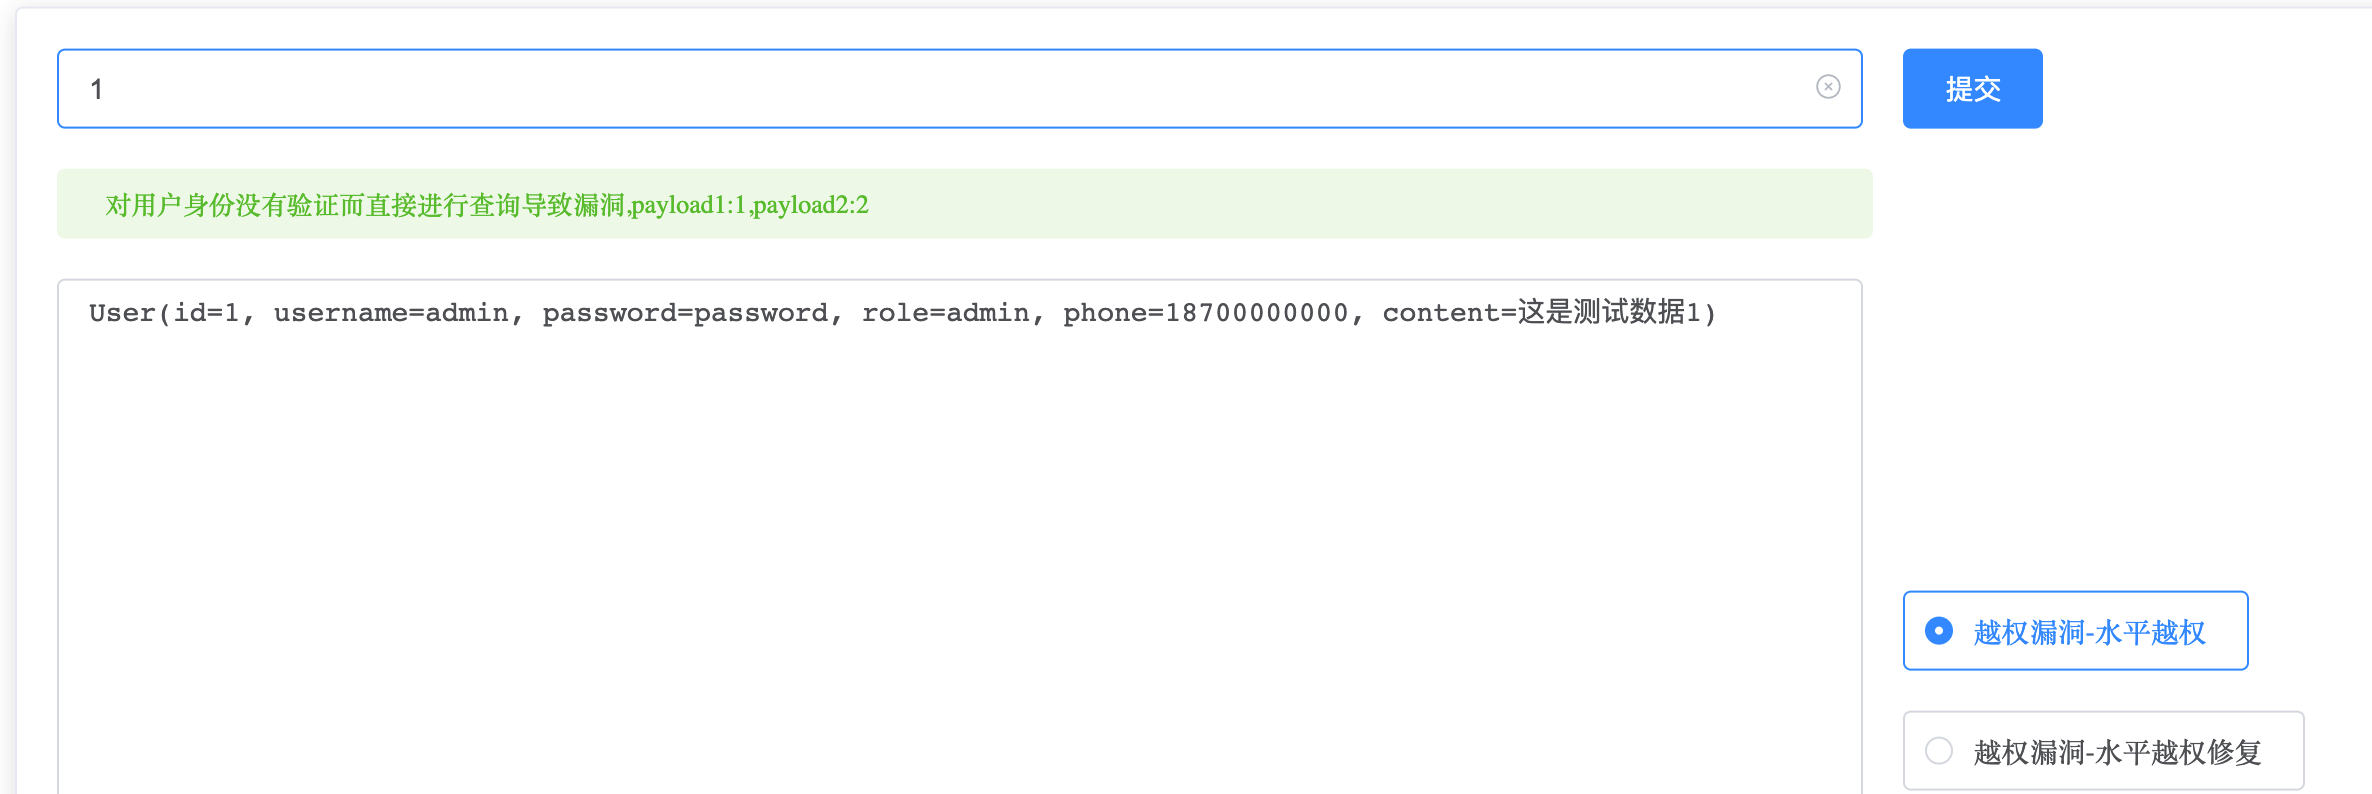 1
提交
对用户身份没有验证而直接进行查询导致漏洞,payload1:1,payload2:2
User(id=1, username=admin, password=password, role=admin, phone=18700000000, content=这是测试数据1)
越权漏洞-水平越权
越权漏洞-水平越权修复